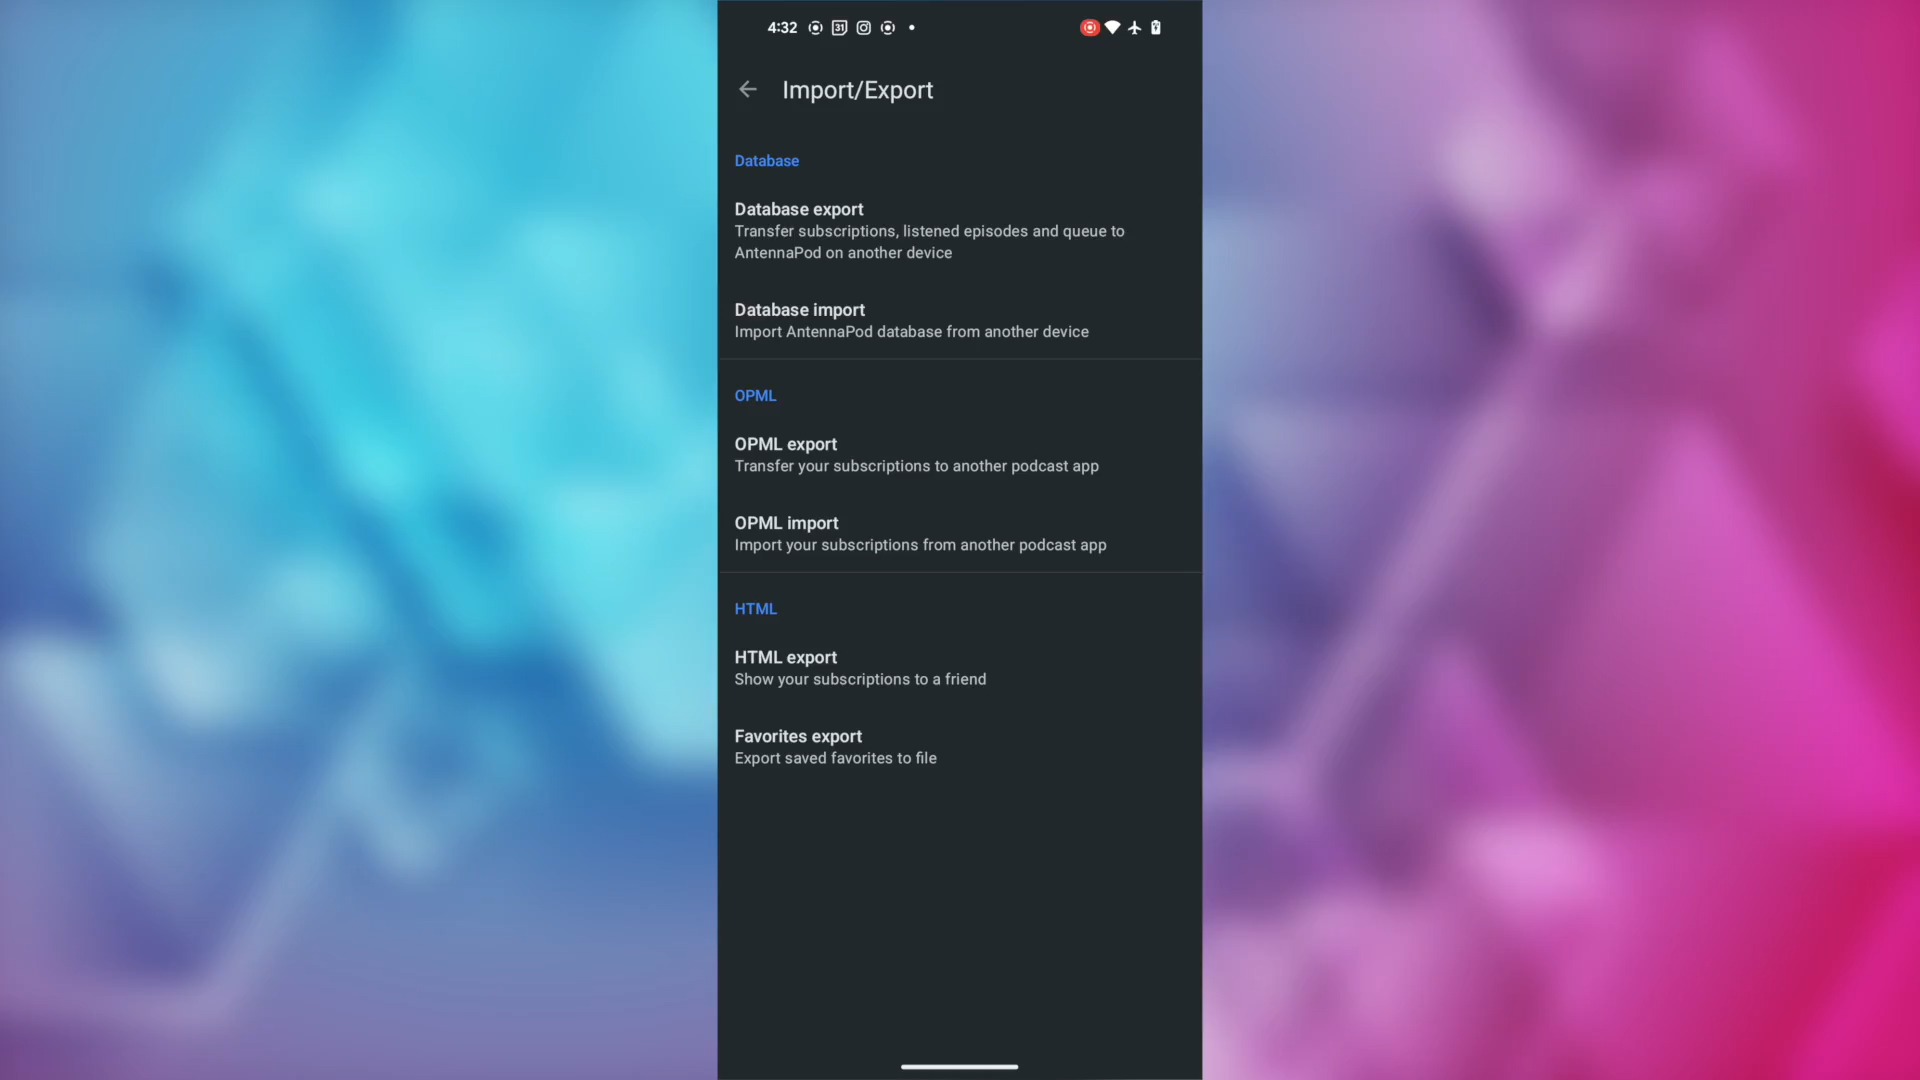 4:32
31
Import/Export
Database
Database export
Transfer subscriptions, listened episodes and queue to
AntennaPod on another device
Database import
Import AntennaPod database from another device
OPML
OPML export
Transfer your subscriptions to another podcast app
OPML import
Import your subscriptions from another podcast app
HTML
HTML export
Show your subscriptions to a friend
Favorites export
Export saved favorites to file